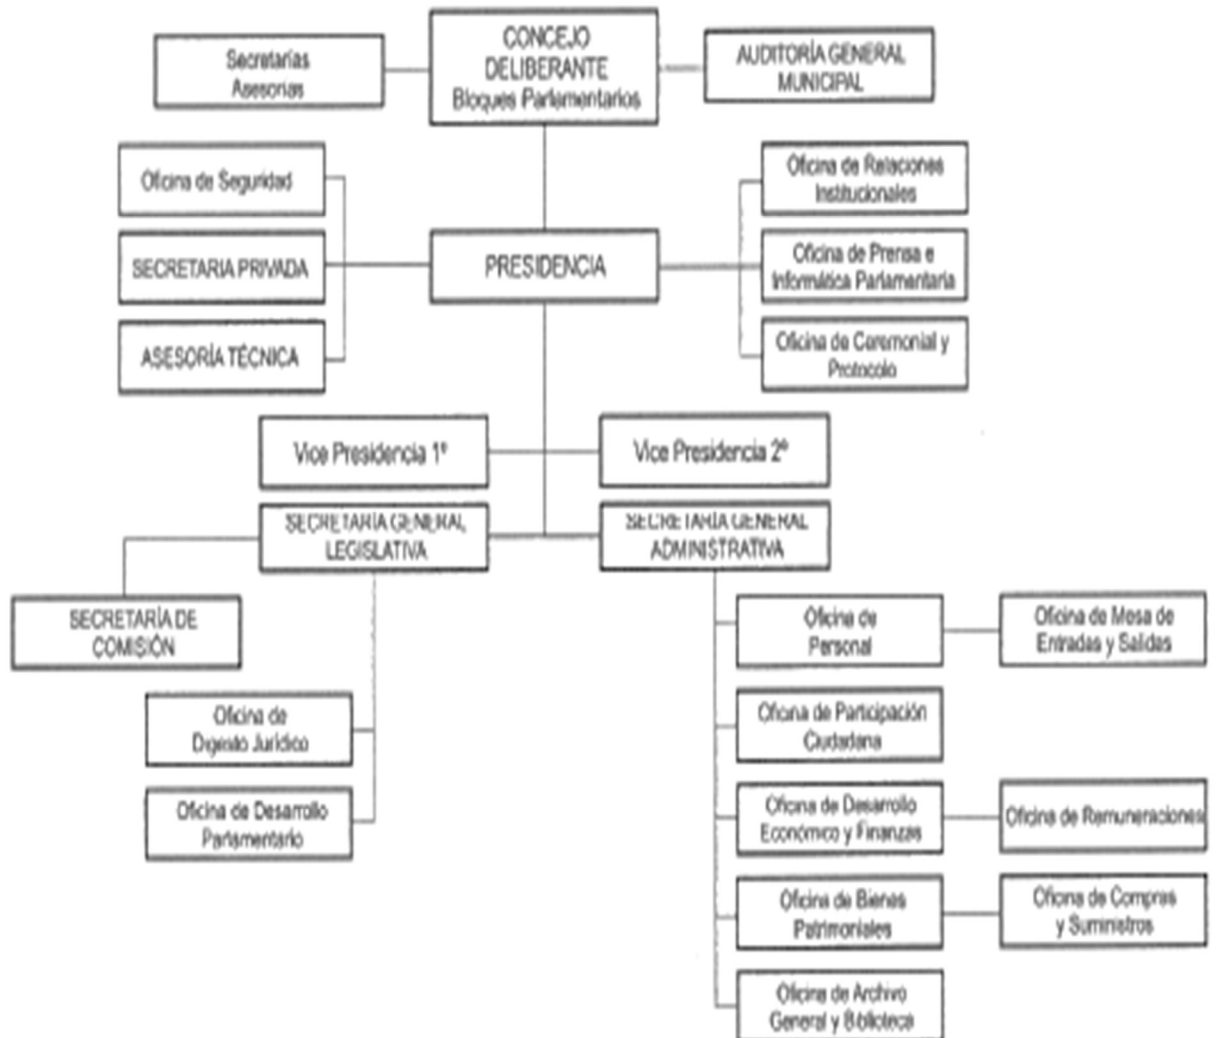 CONCEJO
DELIBERANTE
Bloques Parlamentarios
Secretarías
Asesorías
AUDITORÍA GENERAL
MUNICIPAL
Oficina de Seguridad
SECRETARIA PRIVADA
ASESORÍA TÉCNICA
PRESIDENCIA
Oficina de Relaciones
Institucionales
Oficina de Prensa e
Informática Parlamentaria
Oficina de Ceremonial y
Protocolo
Vice Presidencia 1º
Vice Presidencia 2º
SECRETARÍA GENERAL
LEGISLATIVA
SECRETARÍA GENERAL
ADMINISTRATIVA
SECRETARÍA DE
COMISIÓN
Oficina de
Digesto Jurídico
Oficina de Desarrollo
Parlamentario
Oficina de
Personal
Oficina de Mesa de
Entradas y Salidas
Oficina de Participación
Ciudadana
Oficina de Desarrollo
Económico y Finanzas
Oficina de Remuneraciones
Oficina de Bienes
Patrimoniales
Oficina de Compras
y Suministros
Oficina de Archivo
General y Biblioteca